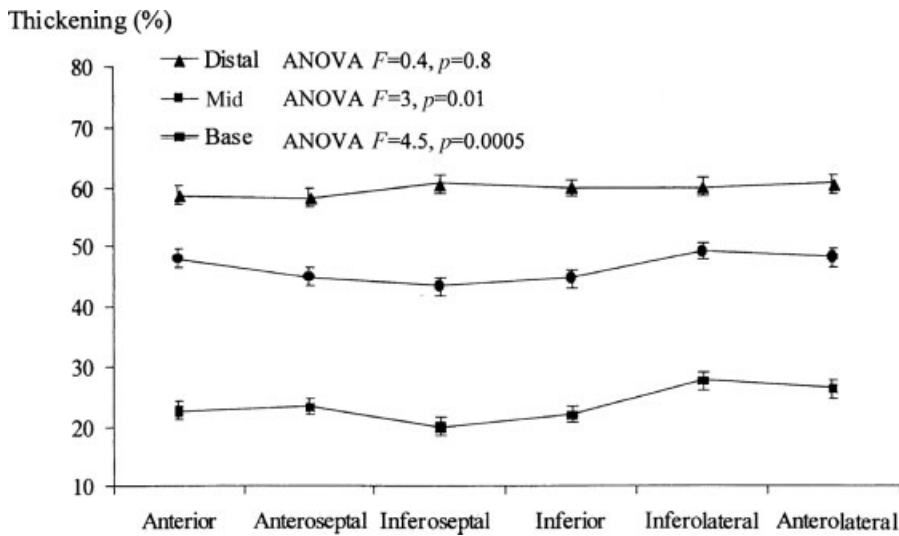 Thickening (%)
80
Distal ANOVA F=0.4, p=0.8
70
Mid ANOVA F=3, p=0.01
Base ANOVA F=4.5, p=0.0005
60
50
40
30
20
10
Anterior Anteroseptal Inferoseptal Inferior Inferolateral Anterolateral